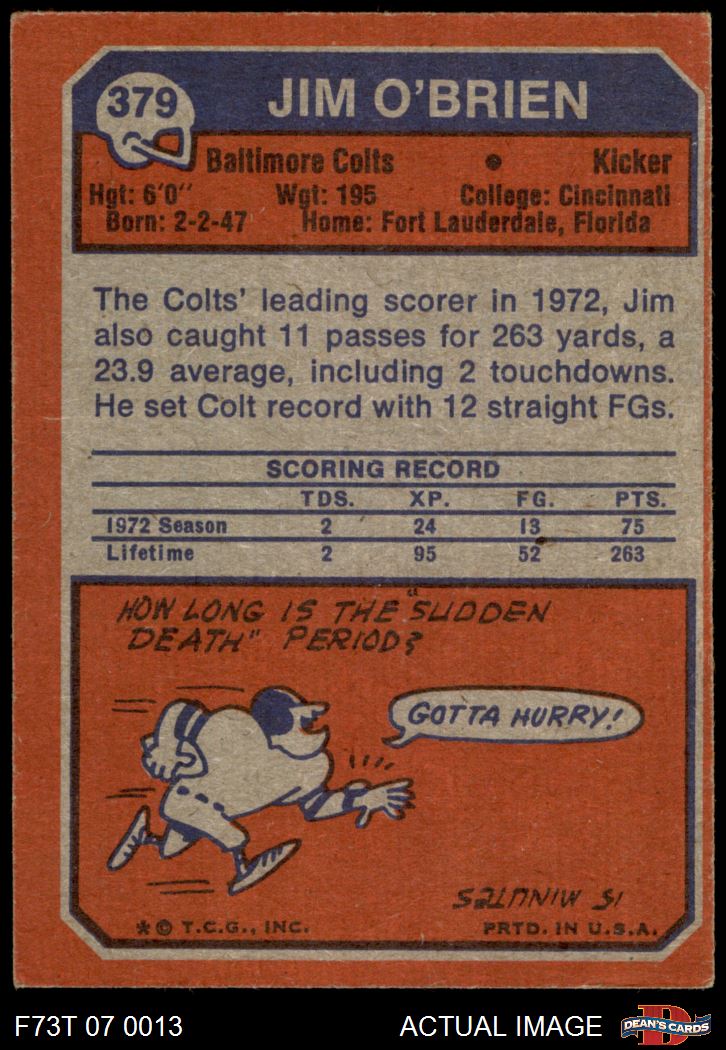 379
JIM O'BRIEN
Baltimore Colts • Kicker
Hgt: 6'0" Wgt: 195 College: Cincinnati
Born: 2-2-47 Home: Fort Lauderdale, Florida
The Colts' leading scorer in 1972, Jim
also caught 11 passes for 263 yards, a
23.9 average, including 2 touchdowns.
He set Colt record with 12 straight FGs.
SCORING RECORD
TDS. XP. FG. PTS.
1972 Season 2 24 13 75
Lifetime 2 95 52 263
HOW LONG IS THE "SUDDEN
DEATH" PERIOD?
GOTTA HURRY!
15 MINUTES
* © T.C.G., INC. PRTD. IN U.S.A.
F73T 07 0013 ACTUAL IMAGE
D
DEAN'S CARDS